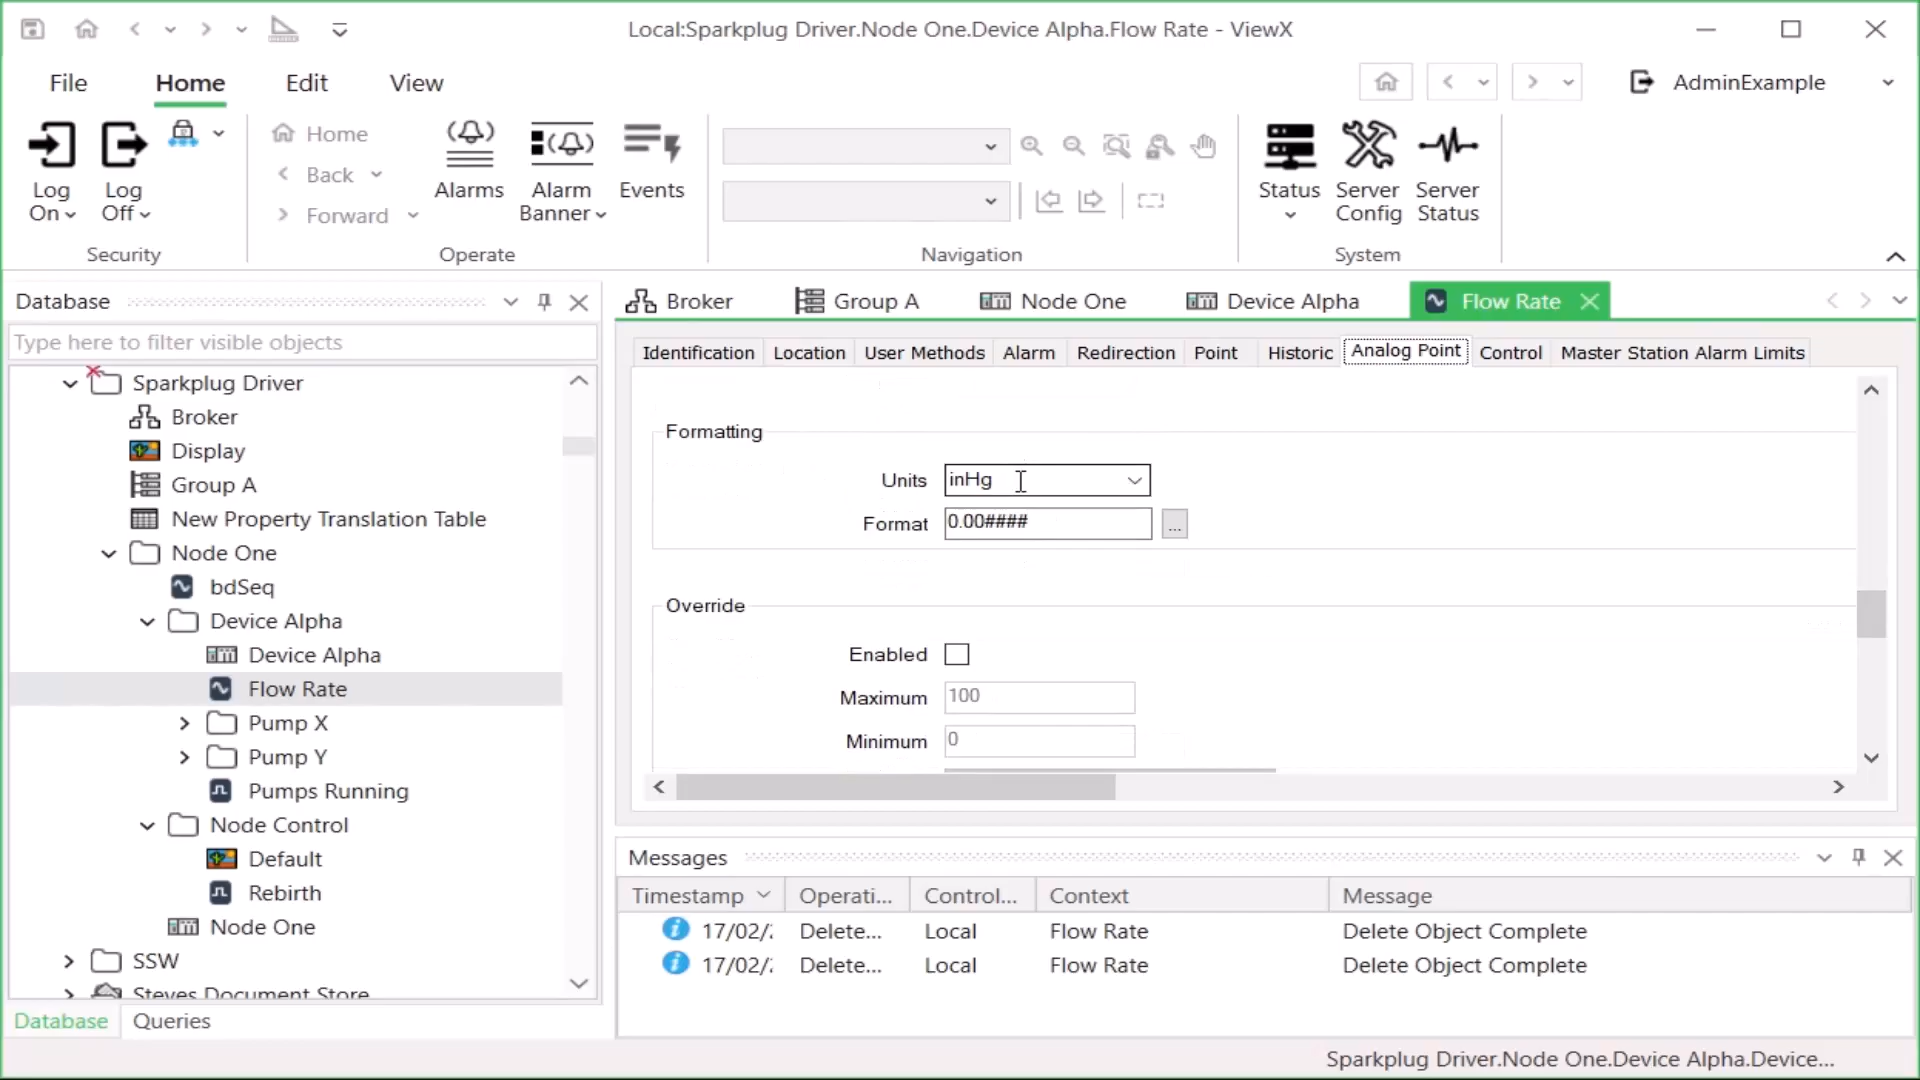 Local:Sparkplug Driver.Node One.Device Alpha.Flow Rate - ViewX
File Home Edit View AdminExample
Log On
Log Off
Home
Back
Forward
Alarms
Alarm Banner
Events
Status
Server Config
Server Status
Security Operate Navigation System
Database
Type here to filter visible objects
Sparkplug Driver
Broker
Display
Group A
New Property Translation Table
Node One
bdSeq
Device Alpha
Device Alpha
Flow Rate
Pump X
Pump Y
Pumps Running
Node Control
Default
Rebirth
Node One
SSW
Steves Document Store
Database Queries
Broker Group A Node One Device Alpha Flow Rate
Identification Location User Methods Alarm Redirection Point Historic Analog Point Control Master Station Alarm Limits
Formatting
Units inHg
Format 0.00#### ...
Override
Enabled
Maximum 100
Minimum 0
Messages
Timestamp Operati... Control... Context Message
17/02/ Delete... Local Flow Rate Delete Object Complete
17/02/ Delete... Local Flow Rate Delete Object Complete
Sparkplug Driver.Node One.Device Alpha.Device...